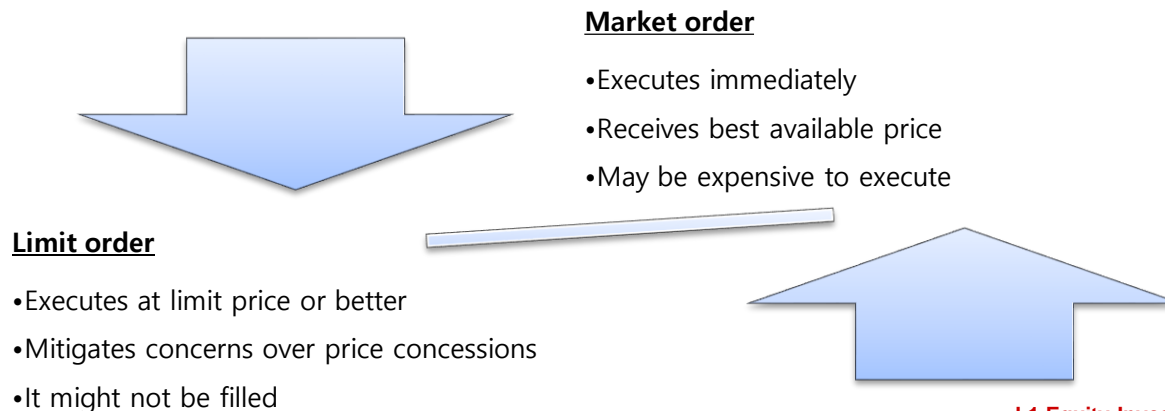 Market order
•Executes immediately
•Receives best available price
•May be expensive to execute
Limit order
•Executes at limit price or better
•Mitigates concerns over price concessions
•It might not be filled